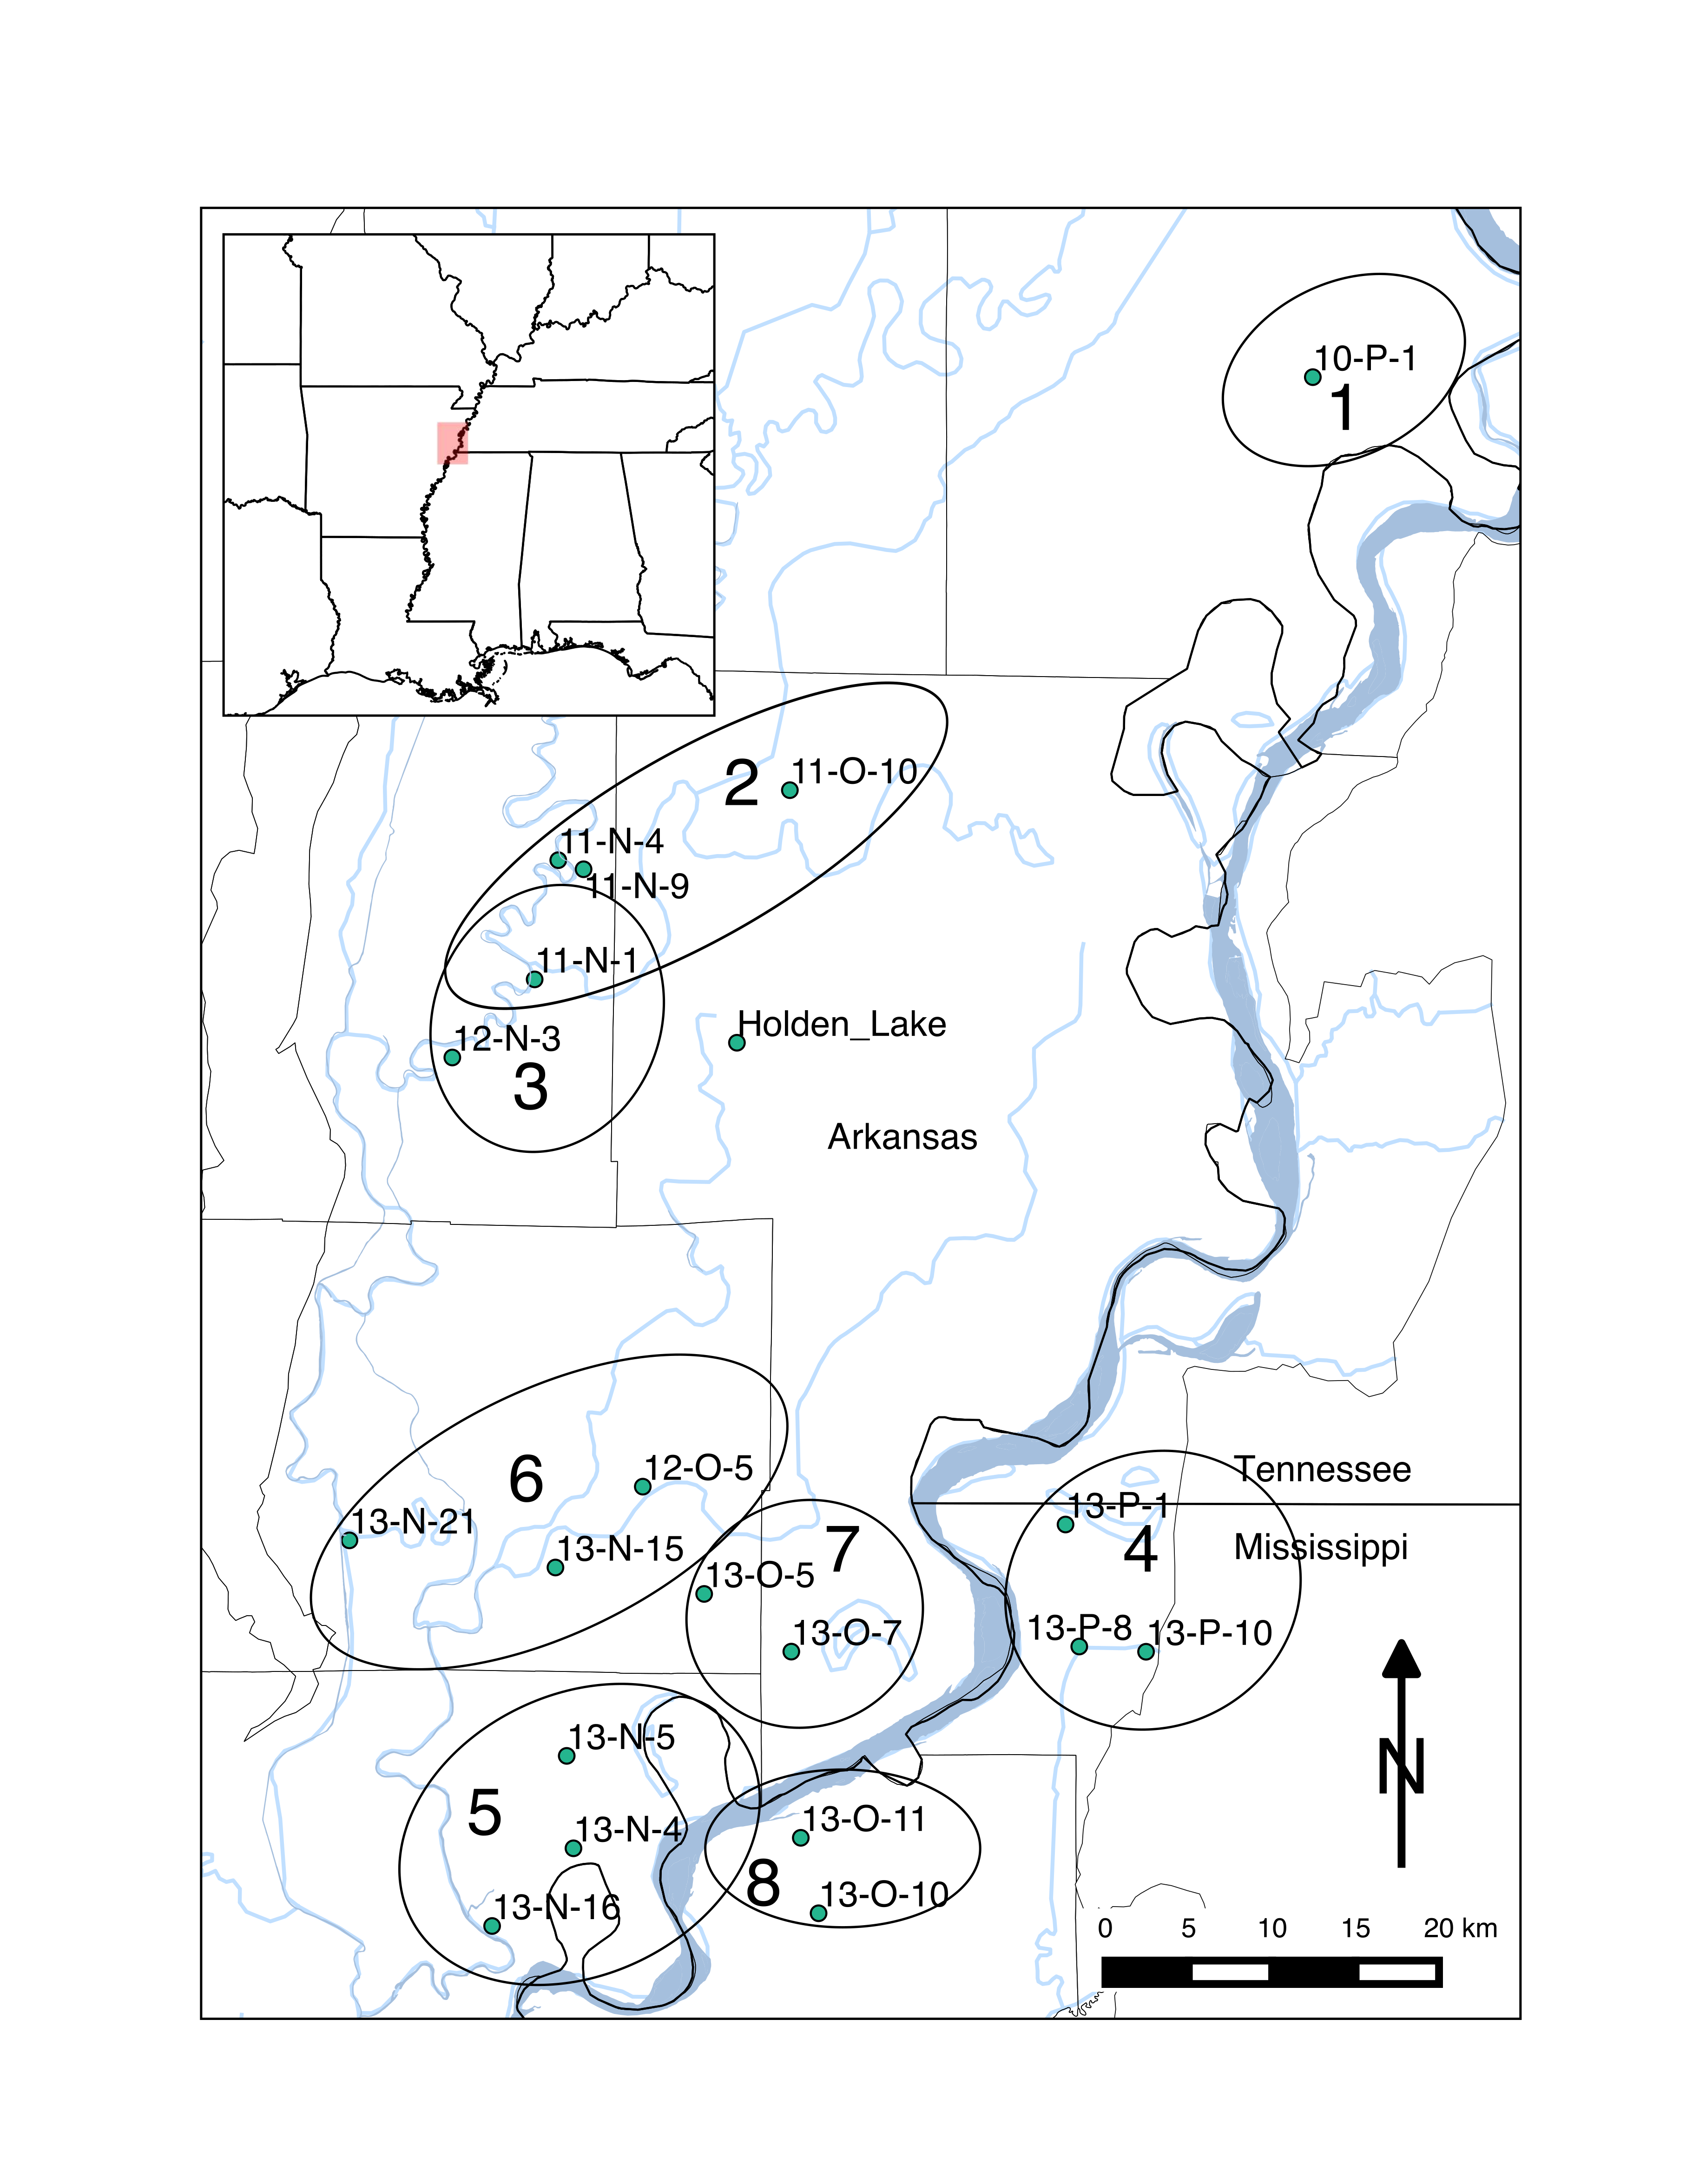 10-P-1
1
11-O-10
2
11-N-4
11-N-9
11-N-1
Holden_Lake
12-N-3
3
Arkansas
12-O-5
6
Tennessee
13-P-1
13-N-21
7
4
Mississippi
13-N-15
13-O-5
13-P-8
13-P-10
13-O-7
13-N-5
N
5
13-O-11
13-N-4
8
13-O-10
13-N-16
0 5 10 15 20 km